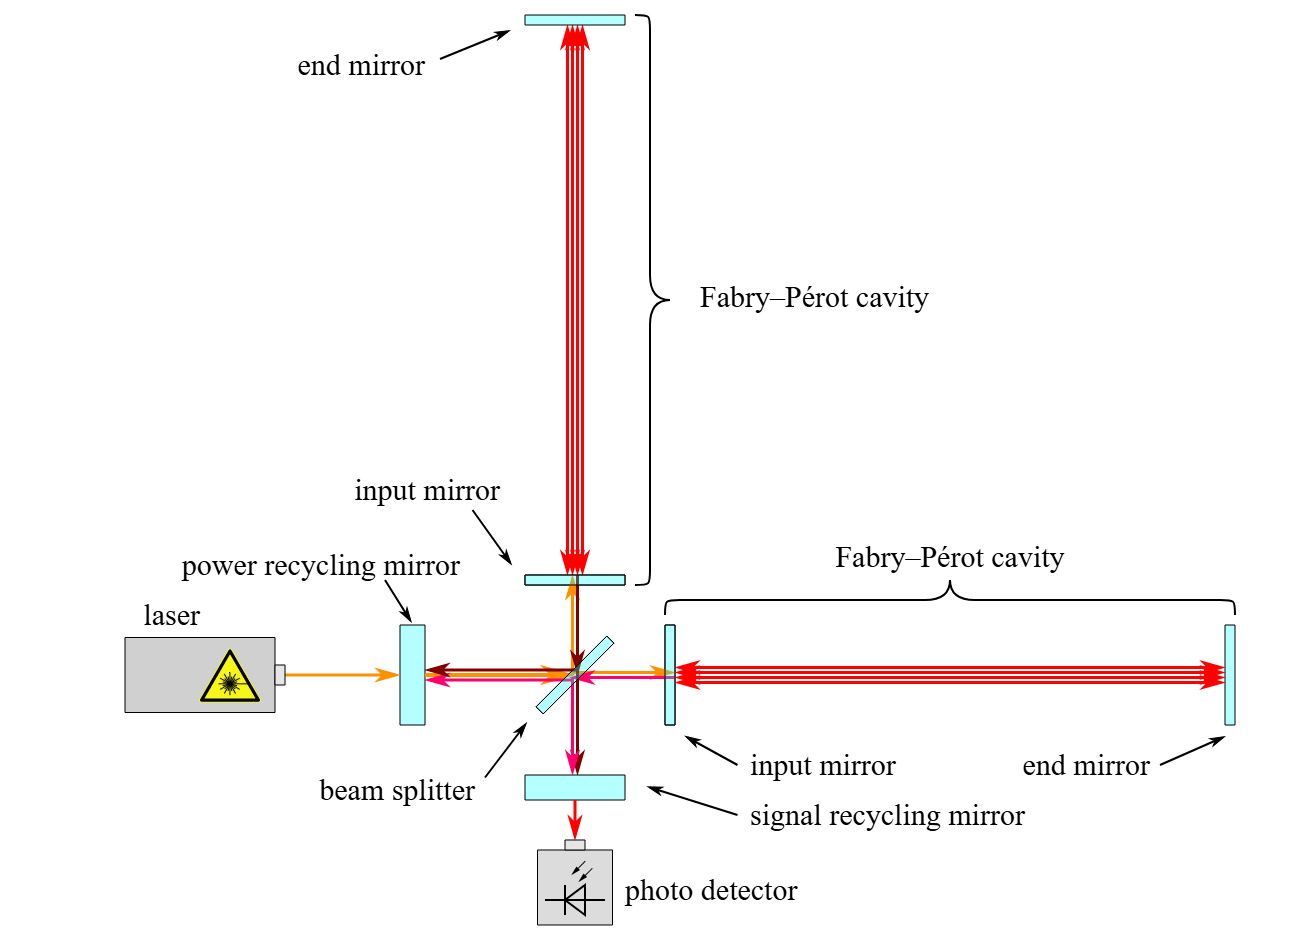 end mirror
Fabry–Pérot cavity
input mirror
Fabry–Pérot cavity
power recycling mirror
laser
input mirror
end mirror
beam splitter
signal recycling mirror
photo detector